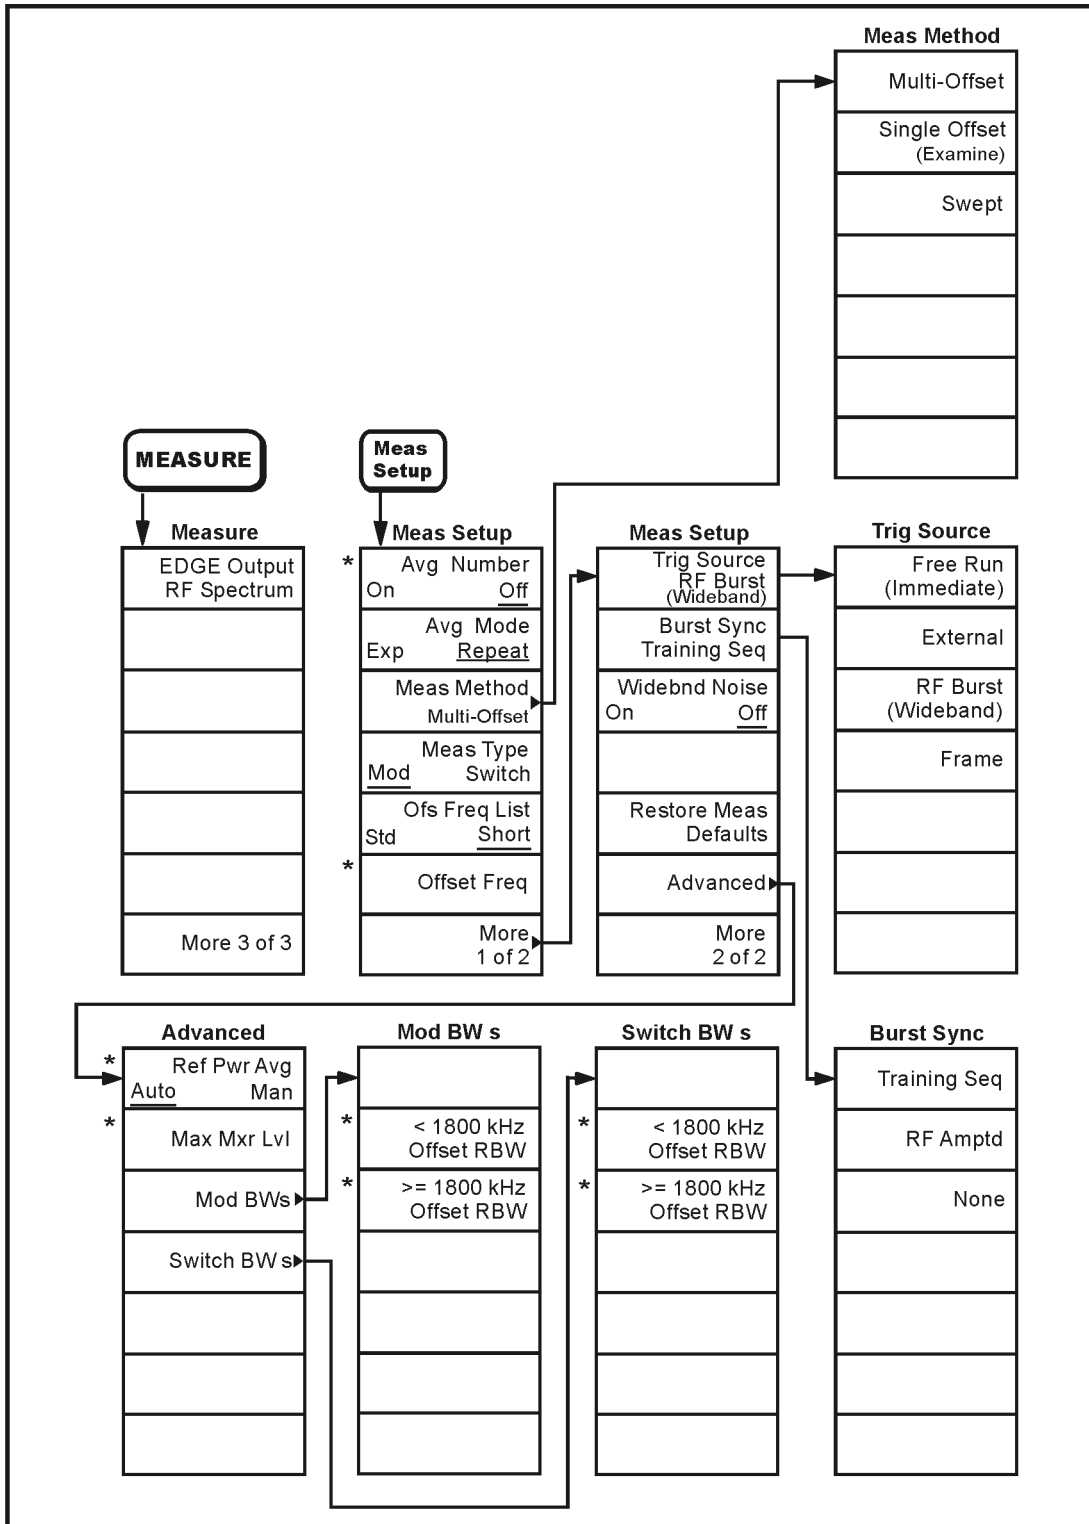 Meas Method
Multi-Offset
Single Offset
(Examine)
Swept
MEASURE
Measure
EDGE Output
RF Spectrum
More 3 of 3
Meas
Setup
Meas Setup
* Avg Number
On Off
Avg Mode
Exp Repeat
Meas Method
Multi-Offset
Meas Type
Mod Switch
Ofs Freq List
Std Short
* Offset Freq
More
1 of 2
Meas Setup
Trig Source
RF Burst
(Wideband)
Burst Sync
Training Seq
Widebnd Noise
On Off
Restore Meas
Defaults
Advanced
More
2 of 2
Trig Source
Free Run
(Immediate)
External
RF Burst
(Wideband)
Frame
Advanced
* Ref Pwr Avg
Auto Man
* Max Mxr Lvl
Mod BWs
Switch BW s
Mod BW s
* < 1800 kHz
Offset RBW
* >= 1800 kHz
Offset RBW
Switch BW s
* < 1800 kHz
Offset RBW
* >= 1800 kHz
Offset RBW
Burst Sync
Training Seq
RF Amptd
None